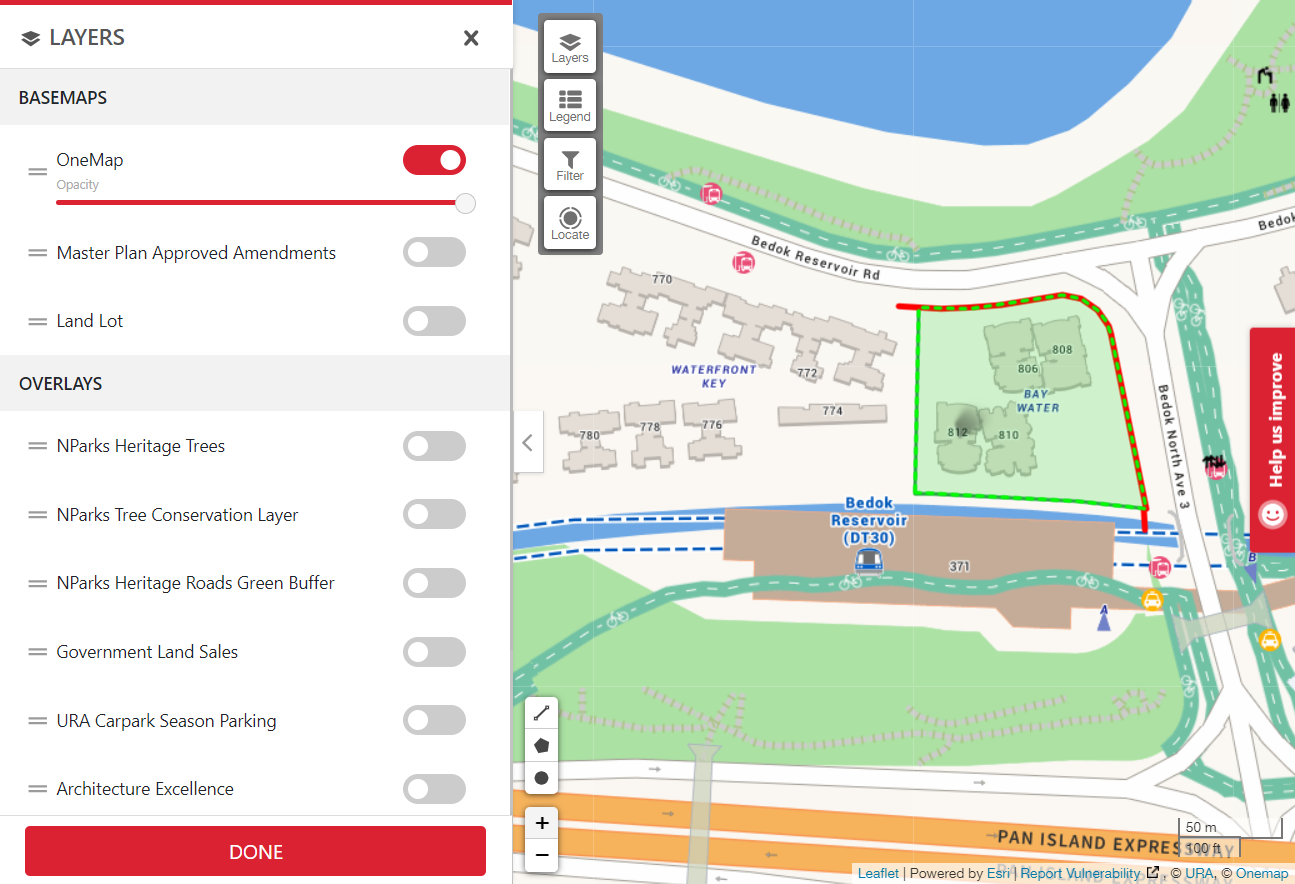 LAYERS
BASEMAPS
OneMap
Opacity
Master Plan Approved Amendments
Land Lot
OVERLAYS
NParks Heritage Trees
NParks Tree Conservation Layer
NParks Heritage Roads Green Buffer
Government Land Sales
URA Carpark Season Parking
Architecture Excellence
DONE
Layers
Legend
Filter
Locate
Bedok Reservoir Rd
Bedok
770
772
WATERFRONT
KEY
774
776
778
780
808
806
BAY
WATER
812
810
Bedok North Ave 3
Help us improve
Bedok
Reservoir
(DT30)
371
A
B
+
−
PAN ISLAND EXPRESSWAY
PAN ISLAND EXPRESSWAY
50 m
100 ft
Leaflet | Powered by Esri | Report Vulnerability , © URA, © Onemap